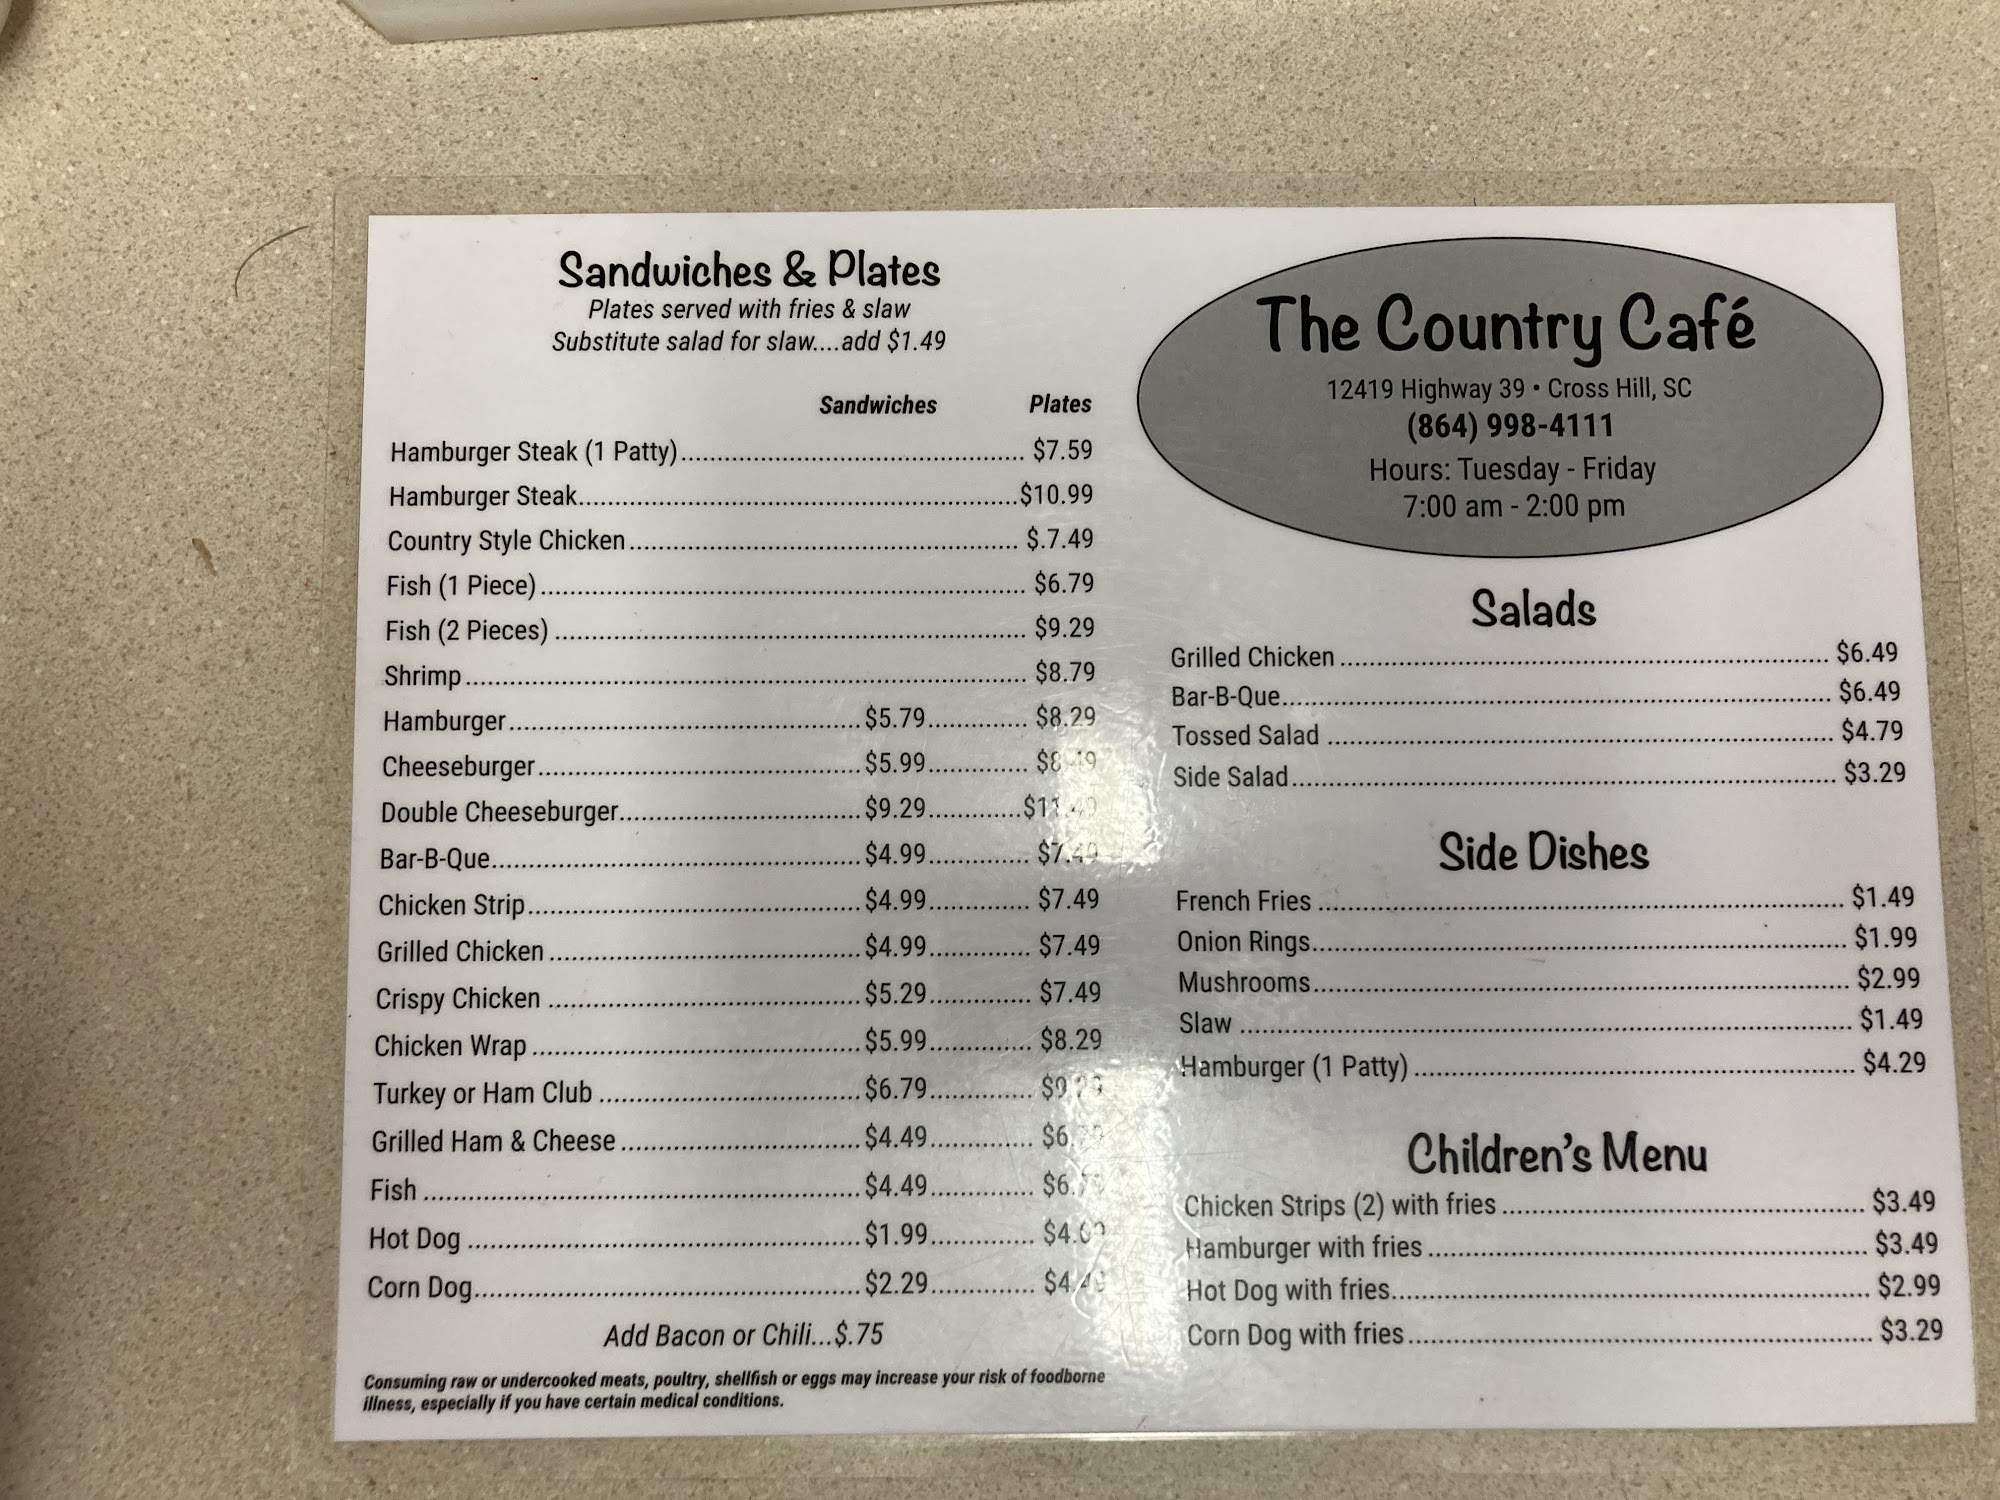 Sandwiches & Plates
Plates served with fries & slaw
Substitute salad for slaw....add $1.49
Sandwiches Plates
Hamburger Steak (1 Patty) $7.59
Hamburger Steak $10.99
Country Style Chicken $.7.49
Fish (1 Piece) $6.79
Fish (2 Pieces) $9.29
Shrimp $8.79
Hamburger $5.79 $8.29
Cheeseburger $5.99
Double Cheeseburger $9.29
Bar-B-Que $4.99 $7.49
Chicken Strip $4.99 $7.49
Grilled Chicken $4.99 $7.49
Crispy Chicken $5.29 $7.49
Chicken Wrap $5.99 $8.29
Turkey or Ham Club $6.79
Grilled Ham & Cheese $4.49
Fish $4.49
Hot Dog $1.99
Corn Dog $2.29
Add Bacon or Chili...$.75
Consuming raw or undercooked meats, poultry, shellfish or eggs may increase your risk of foodborne
illness, especially if you have certain medical conditions.
The Country Café
12419 Highway 39 • Cross Hill, SC
(864) 998-4111
Hours: Tuesday - Friday
7:00 am - 2:00 pm
Salads
Grilled Chicken $6.49
Bar-B-Que $6.49
Tossed Salad $4.79
Side Salad $3.29
Side Dishes
French Fries $1.49
Onion Rings $1.99
Mushrooms $2.99
Slaw $1.49
Hamburger (1 Patty) $4.29
Children's Menu
Chicken Strips (2) with fries $3.49
Hamburger with fries $3.49
Hot Dog with fries $2.99
Corn Dog with fries $3.29